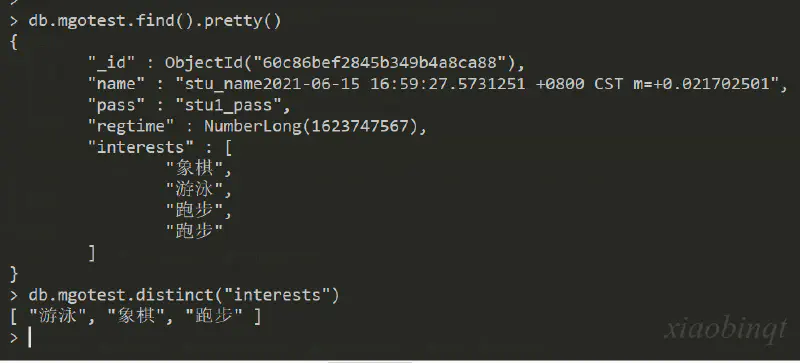 >
> db.mgotest.find().pretty()
{
"_id" : ObjectId("60c86bef2845b349b4a8ca88"),
"name" : "stu_name2021-06-15 16:59:27.5731251 +0800 CST m=+0.021702501",
"pass" : "stu1_pass",
"regtime" : NumberLong(1623747567),
"interests" : [
"象棋",
"游泳",
"跑步",
"跑步"
]
}
> db.mgotest.distinct("interests")
[ "游泳", "象棋", "跑步" ]
>
xiaobinqt